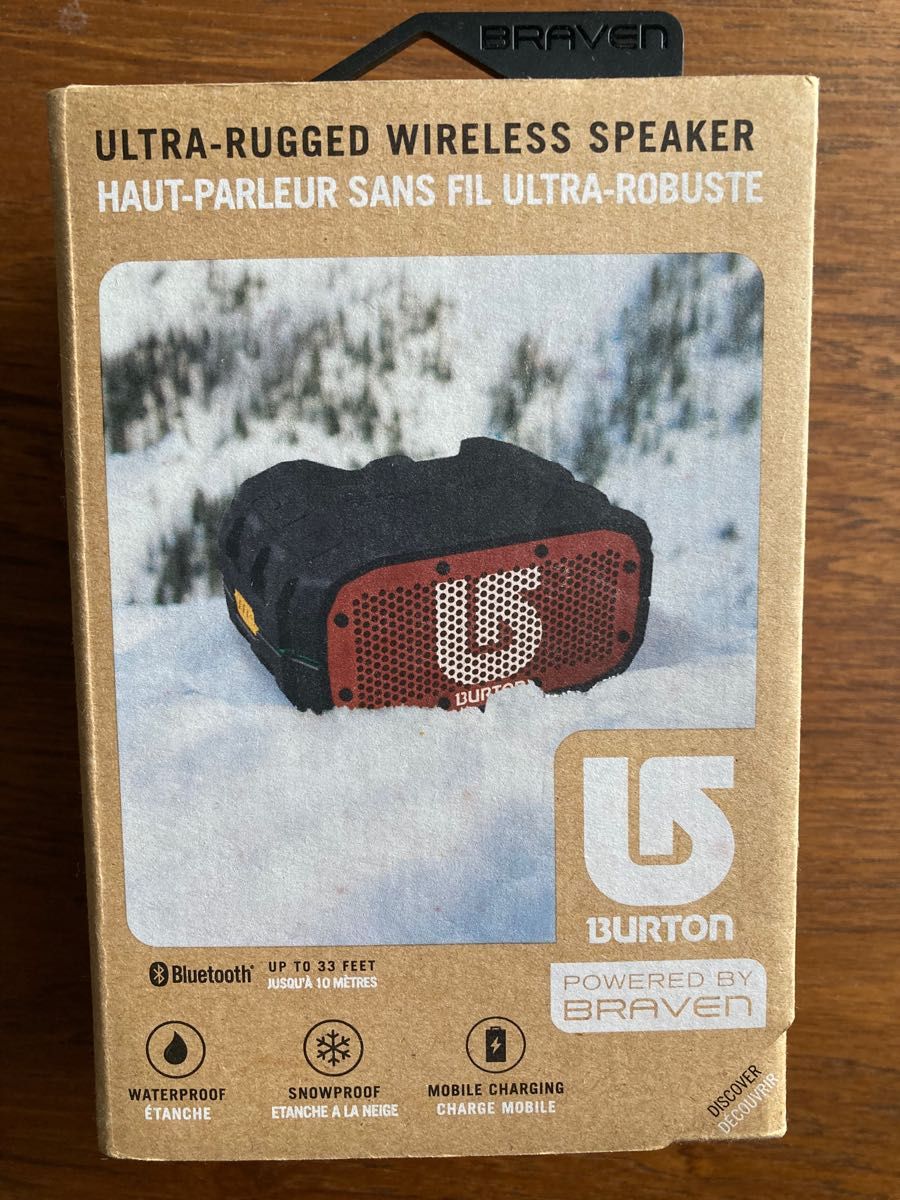 BRAVEN
ULTRA-RUGGED WIRELESS SPEAKER
HAUT-PARLEUR SANS FIL ULTRA-ROBUSTE
BURTON
BURTON
POWERED BY
BRAVEN
Bluetooth®
UP TO 33 FEET
JUSQU'À 10 MÈTRES
WATERPROOF
ÉTANCHE
SNOWPROOF
ETANCHE À LA NEIGE
MOBILE CHARGING
CHARGE MOBILE
DISCOVER
DÉCOUVRIR